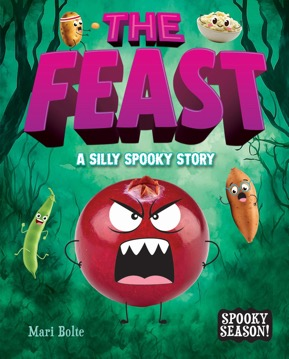 THE
FEAST
A SILLY SPOOKY STORY
Mari Bolte
SPOOKY
SEASON!